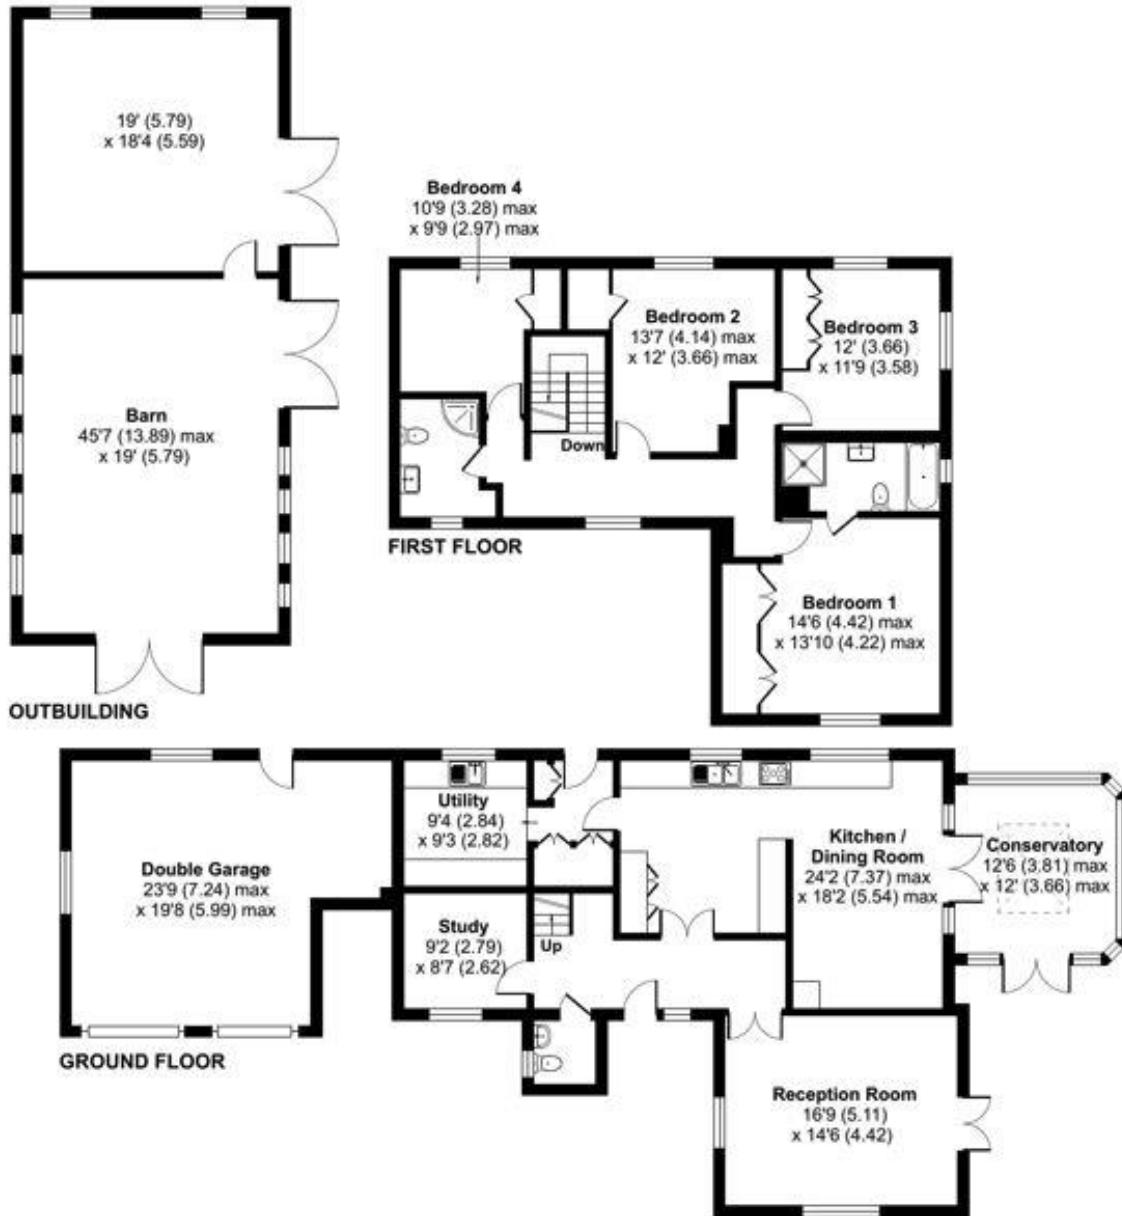 19' (5.79)
x 18'4 (5.59)
Barn
45'7 (13.89) max
x 19' (5.79)
OUTBUILDING
Bedroom 4
10'9 (3.28) max
x 9'9 (2.97) max
Bedroom 2
13'7 (4.14) max
x 12' (3.66) max
Bedroom 3
12' (3.66)
x 11'9 (3.58)
Down
FIRST FLOOR
Bedroom 1
14'6 (4.42) max
x 13'10 (4.22) max
Double Garage
23'9 (7.24) max
x 19'8 (5.99) max
Utility
9'4 (2.84)
x 9'3 (2.82)
Study
9'2 (2.79)
x 8'7 (2.62)
Up
Kitchen /
Dining Room
24'2 (7.37) max
x 18'2 (5.54) max
Conservatory
12'6 (3.81) max
x 12' (3.66) max
GROUND FLOOR
Reception Room
16'9 (5.11)
x 14'6 (4.42)